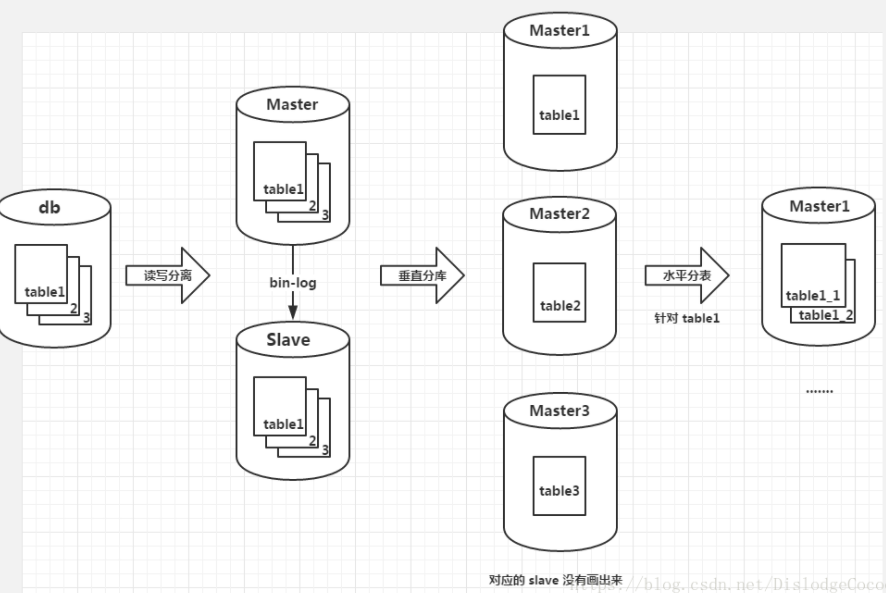 db
table1
2
3
读写分离
Master
table1
2
3
bin-log
Slave
table1
2
3
垂直分库
Master1
table1
Master2
table2
Master3
table3
对应的 slave 没有画出来
水平分表
针对 table1
Master1
table1_1
table1_2
.......
https://blog.csdn.net/DislodgeCoco